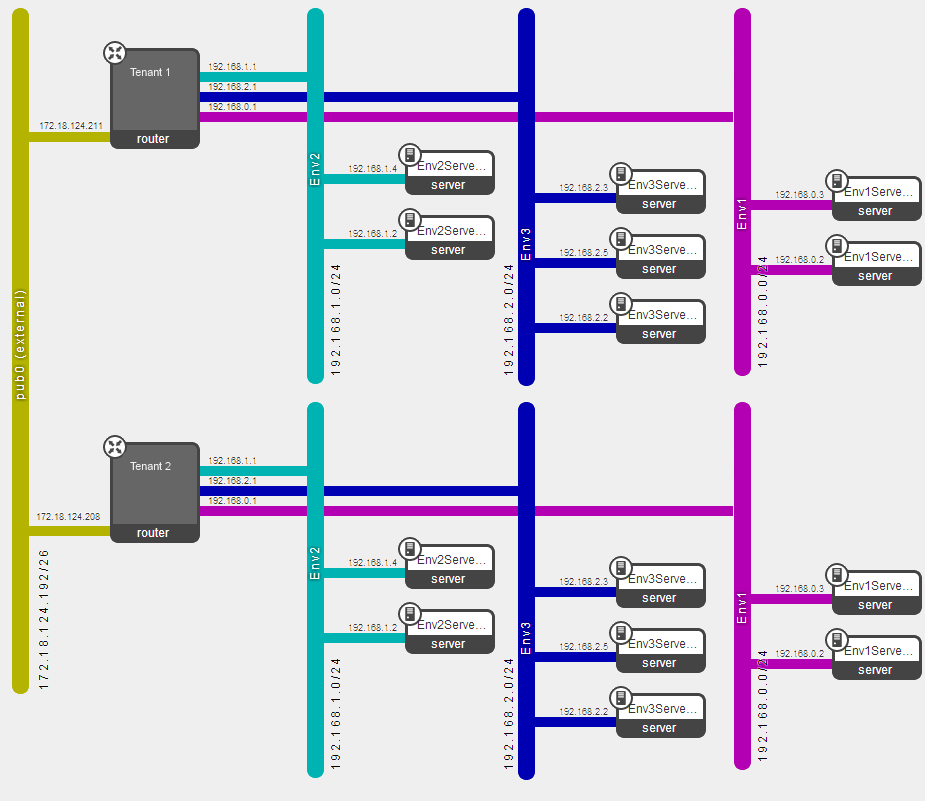 pub0 (external)
172.18.124.192/26
172.18.124.211
Tenant 1
router
192.168.1.1
192.168.2.1
192.168.0.1
Env2
192.168.1.0/24
192.168.1.4
Env2Serve...
server
192.168.1.2
Env2Serve...
server
Env3
192.168.2.0/24
192.168.2.3
Env3Serve...
server
192.168.2.5
Env3Serve...
server
192.168.2.2
Env3Serve...
server
Env1
192.168.0.0/24
192.168.0.3
Env1Serve...
server
192.168.0.2
Env1Serve...
server
172.18.124.208
Tenant 2
router
192.168.1.1
192.168.2.1
192.168.0.1
Env2
192.168.1.0/24
192.168.1.4
Env2Serve...
server
192.168.1.2
Env2Serve...
server
Env3
192.168.2.0/24
192.168.2.3
Env3Serve...
server
192.168.2.5
Env3Serve...
server
192.168.2.2
Env3Serve...
server
Env1
192.168.0.0/24
192.168.0.3
Env1Serve...
server
192.168.0.2
Env1Serve...
server